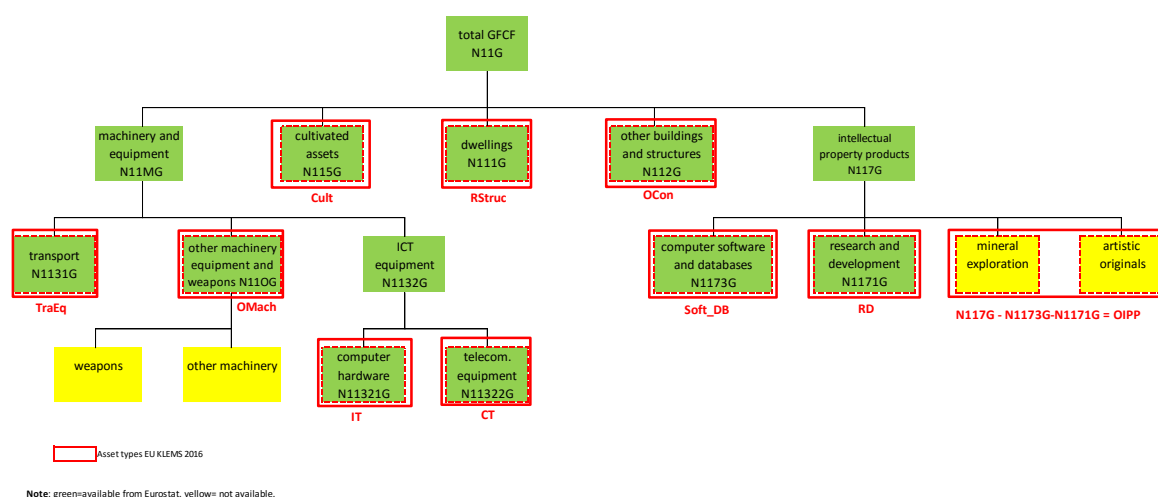 total GFCF
N11G
machinery and
equipment
N11MG
cultivated
assets
N115G
Cult
dwellings
N111G
RStruc
other buildings
and structures
N112G
OCon
intellectual
property products
N117G
transport
N1131G
TraEq
other machinery
equipment and
weapons N11OG
OMach
ICT
equipment
N1132G
computer software
and databases
N1173G
Soft_DB
research and
development
N1171G
RD
mineral
exploration
artistic
originals
N117G - N1173G-N1171G = OIPP
weapons
other machinery
computer
hardware
N11321G
IT
telecom.
equipment
N11322G
CT
Asset types EU KLEMS 2016
Note: green=available from Eurostat, yellow= not available.